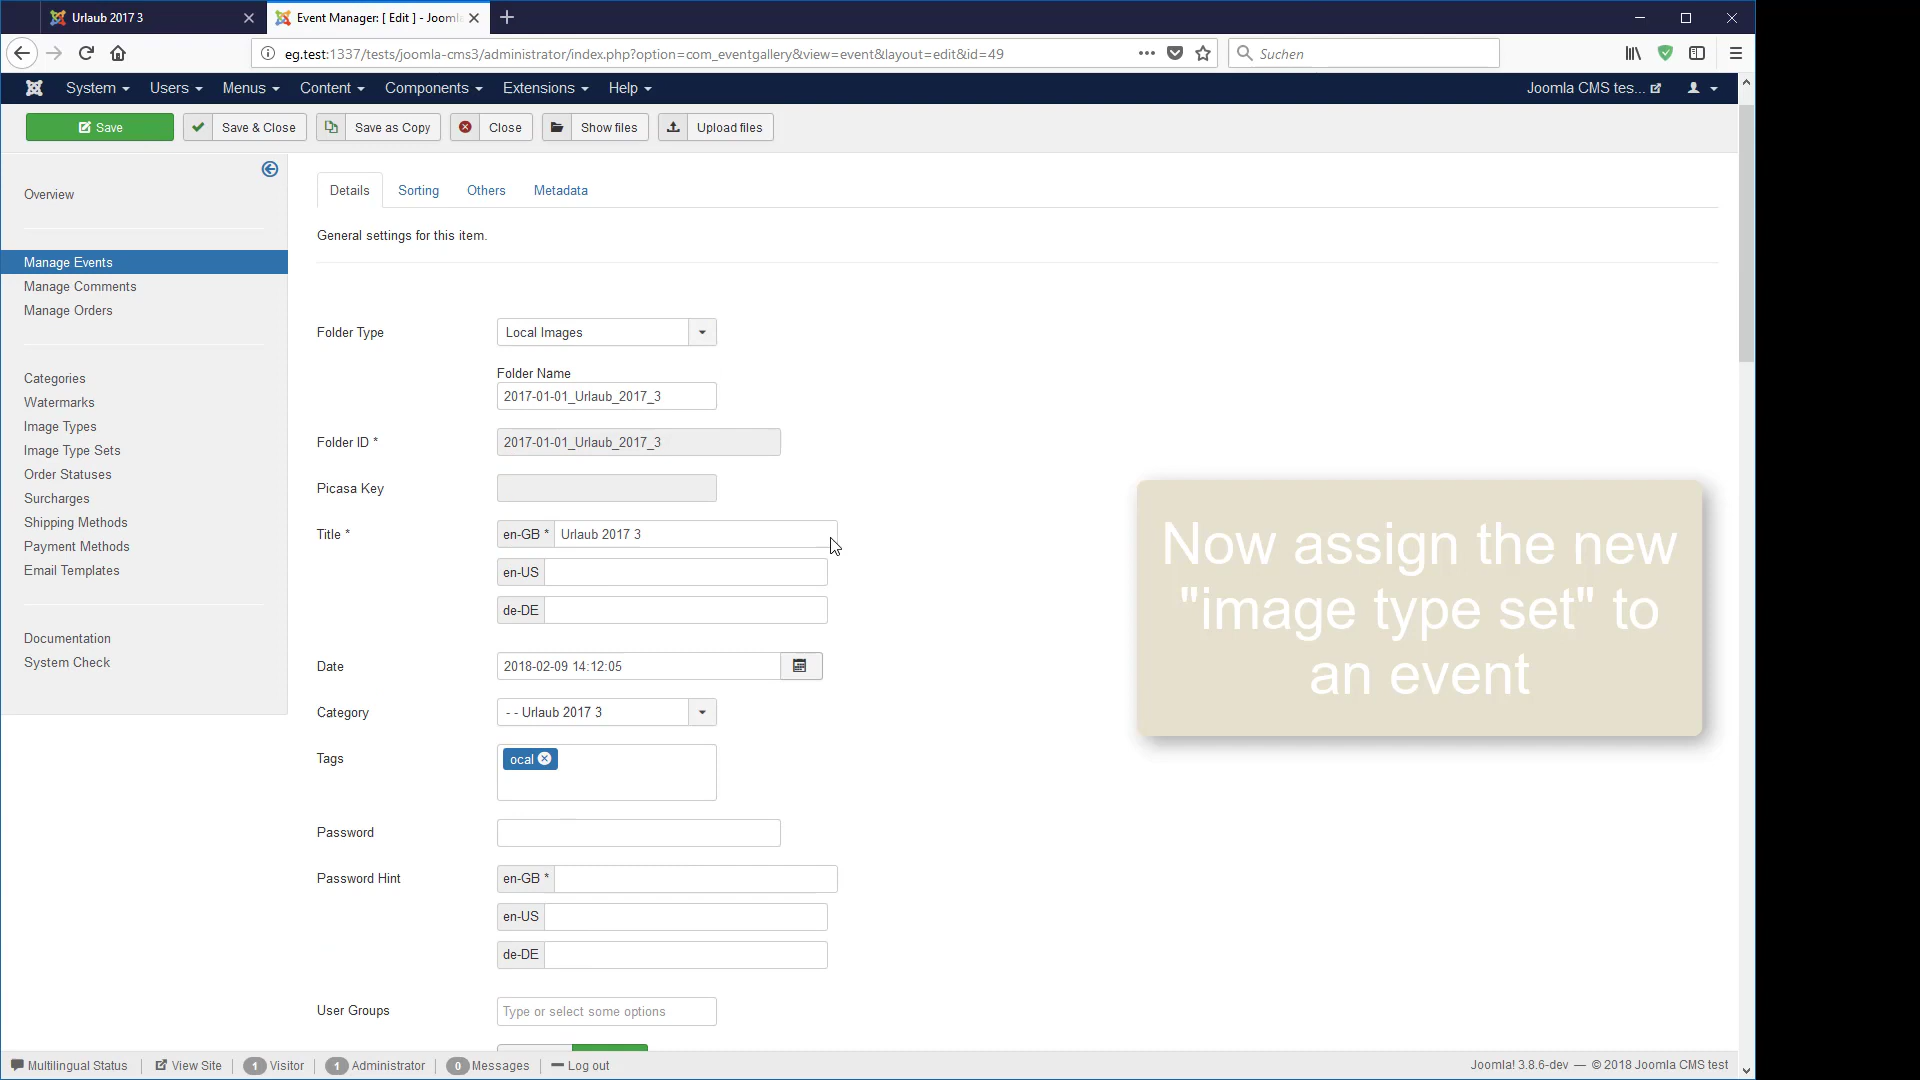 Urlaub 2017 3
Event Manager: [ Edit ] - Jooml
eg.test:1337/tests/joomla-cms3/administrator/index.php?option=com_eventgallery&view=event&layout=edit&id=49
Suchen
System Users Menus Content Components Extensions Help
Joomla CMS tes...
Save
Save & Close
Save as Copy
Close
Show files
Upload files
Overview
Manage Events
Manage Comments
Manage Orders
Categories
Watermarks
Image Types
Image Type Sets
Order Statuses
Surcharges
Shipping Methods
Payment Methods
Email Templates
Documentation
System Check
Details Sorting Others Metadata
General settings for this item.
Folder Type
Local Images
Folder Name
2017-01-01_Urlaub_2017_3
Folder ID *
2017-01-01_Urlaub_2017_3
Picasa Key
Title *
en-GB * Urlaub 2017 3
en-US
de-DE
Date
2018-02-09 14:12:05
Category
- - Urlaub 2017 3
Tags
ocal
Password
Password Hint
en-GB *
en-US
de-DE
User Groups
Type or select some options
Now assign the new
"image type set" to
an event
Multilingual Status View Site 1 Visitor 1 Administrator 0 Messages Log out
Joomla! 3.8.6-dev — © 2018 Joomla CMS test